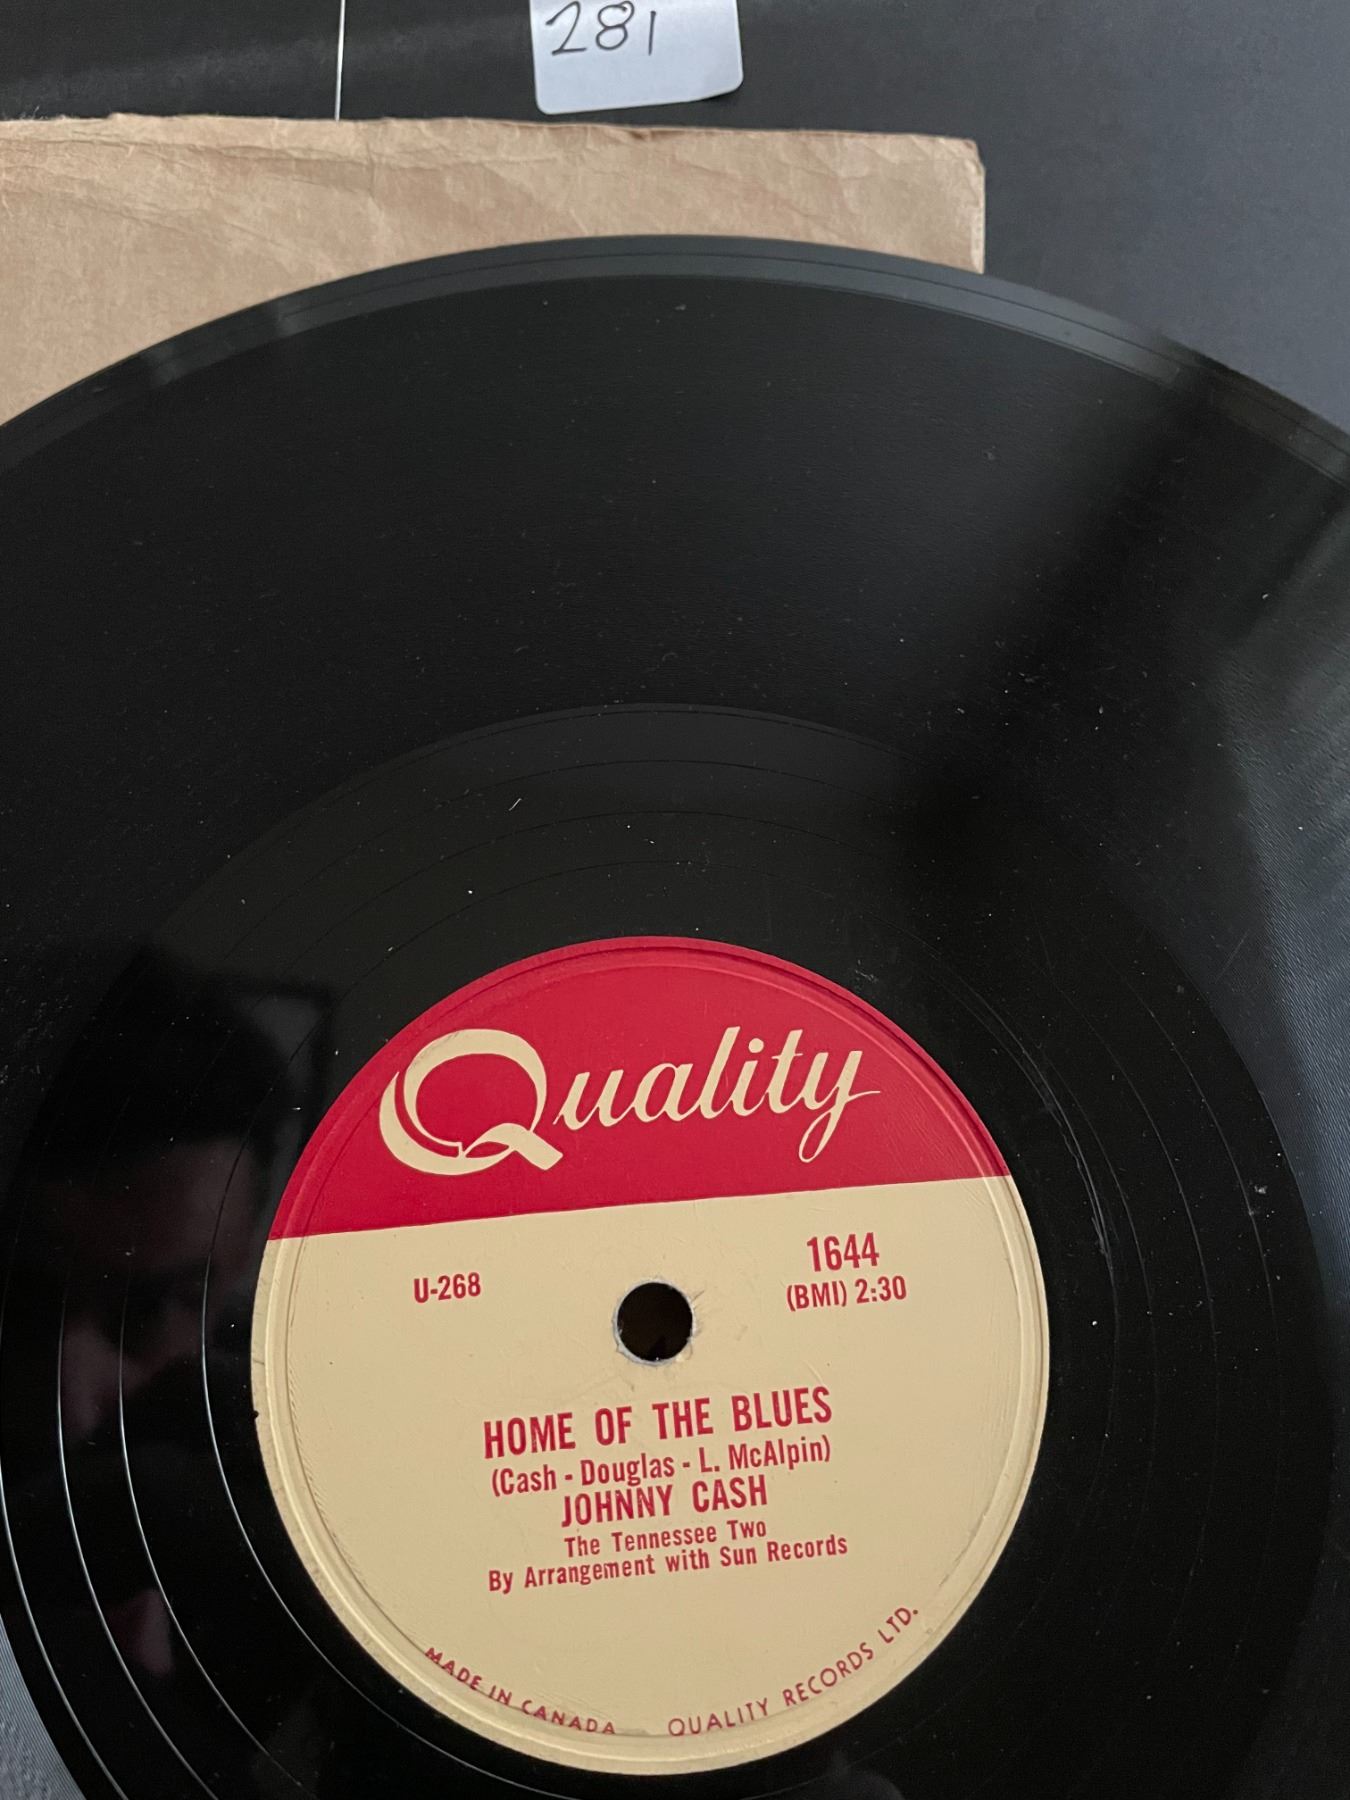 281
Quality
U-268
1644
(BMI) 2:30
HOME OF THE BLUES
(Cash - Douglas - L. McAlpin)
JOHNNY CASH
The Tennessee Two
By Arrangement with Sun Records
MADE IN CANADA QUALITY RECORDS LTD.